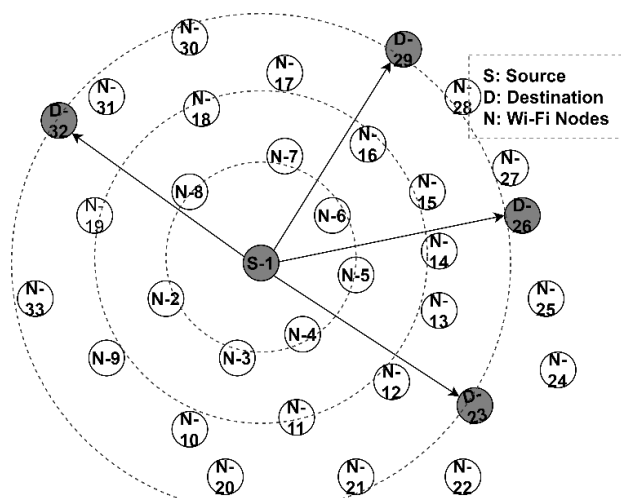 N-
30
D-
29
N-
17
S: Source
D: Destination
N: Wi-Fi Nodes
N-
28
N-
31
D-
32
N-
18
N-
16
N-7
N-
27
N-8
N-
15
N-6
N-
19
D-
26
N-
14
S-1
N-5
N-2
N-
33
N-
13
N-
25
N-4
N-3
N-9
N-
24
N-
12
D-
23
N-
11
N-
10
N-
20
N-
21
N-
22